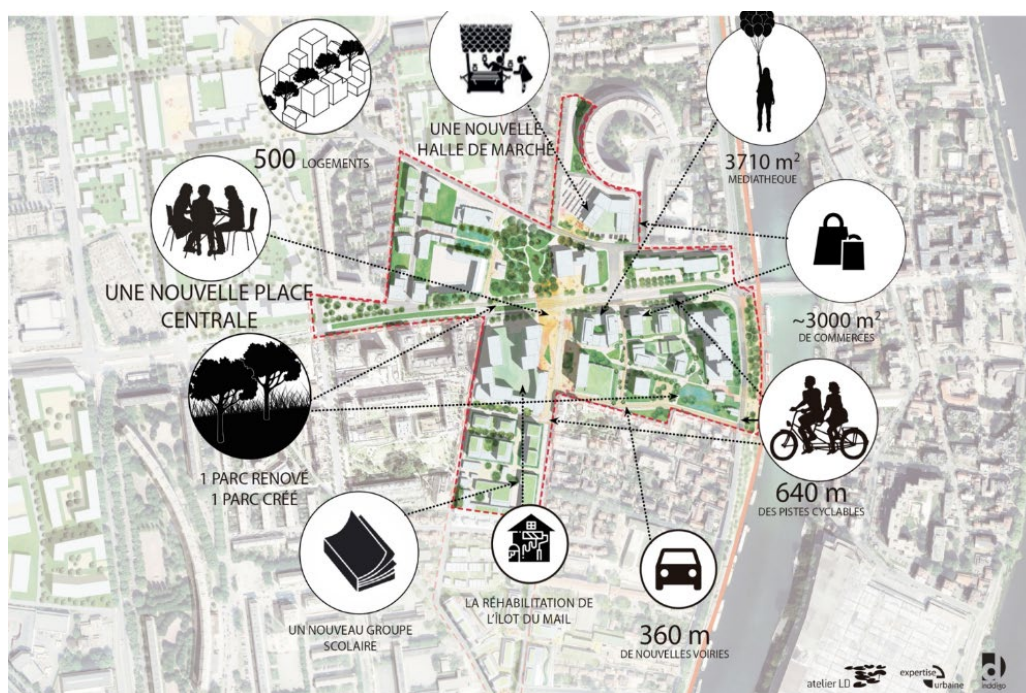 500 LOGEMENTS
UNE NOUVELLE
HALLE DE MARCHÉ
3710 m²
MEDIATHEQUE
UNE NOUVELLE PLACE
CENTRALE
~3000 m²
DE COMMERCES
1 PARC RENOVÉ
1 PARC CRÉÉ
640 m
DES PISTES CYCLABLES
UN NOUVEAU GROUPE
SCOLAIRE
LA RÉHABILITATION DE
L'ÍLOT DU MAIL
360 m
DE NOUVELLES VOIRIES
atelier LD
expertise
urbaine
inddigo